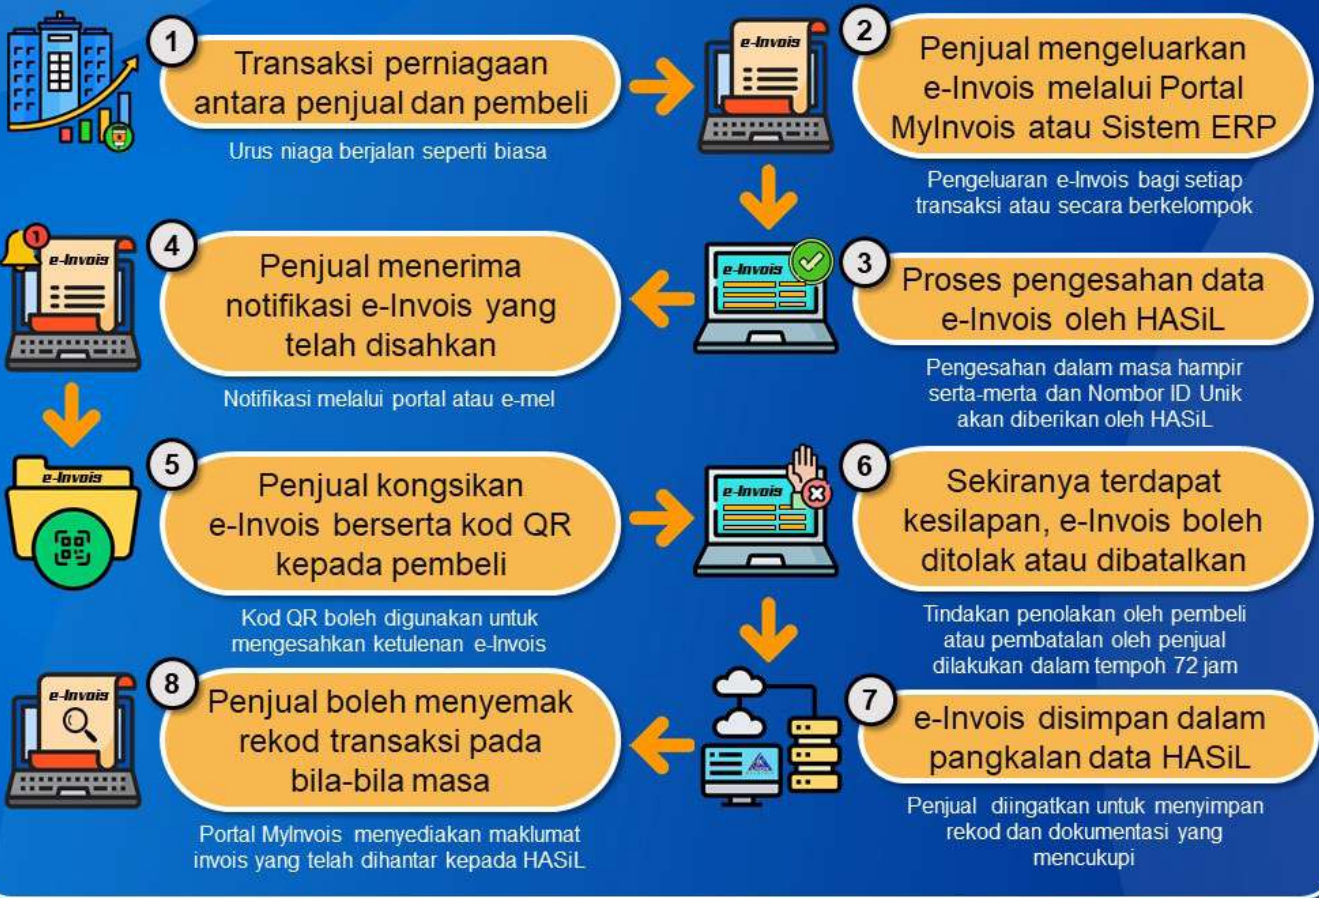 1
Transaksi perniagaan
antara penjual dan pembeli
Urus niaga berjalan seperti biasa
e-Invois
2
Penjual mengeluarkan
e-Invois melalui Portal
MyInvois atau Sistem ERP
Pengeluaran e-Invois bagi setiap
transaksi atau secara berkelompok
e-Invois
3
Proses pengesahan data
e-Invois oleh HASiL
Pengesahan dalam masa hampir
serta-merta dan Nombor ID Unik
akan diberikan oleh HASiL
1
e-Invois
4
Penjual menerima
notifikasi e-Invois yang
telah disahkan
Notifikasi melalui portal atau e-mel
e-Invois
5
Penjual kongsikan
e-Invois berserta kod QR
kepada pembeli
Kod QR boleh digunakan untuk
mengesahkan ketulenan e-Invois
e-Invois
6
Sekiranya terdapat
kesilapan, e-Invois boleh
ditolak atau dibatalkan
Tindakan penolakan oleh pembeli
atau pembatalan oleh penjual
dilakukan dalam tempoh 72 jam
7
e-Invois disimpan dalam
pangkalan data HASiL
Penjual diingatkan untuk menyimpan
rekod dan dokumentasi yang
mencukupi
e-Invois
8
Penjual boleh menyemak
rekod transaksi pada
bila-bila masa
Portal MyInvois menyediakan maklumat
invois yang telah dihantar kepada HASiL